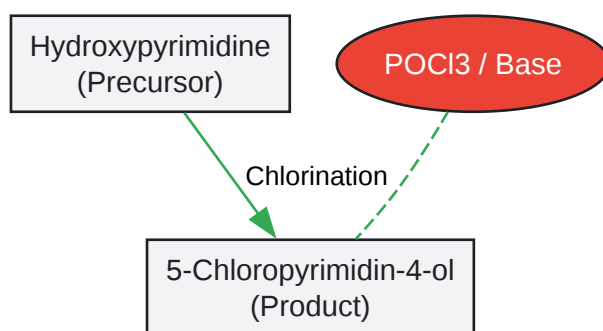 Hydroxypyrimidine
(Precursor)
POCl3 / Base
Chlorination
5-Chloropyrimidin-4-ol
(Product)